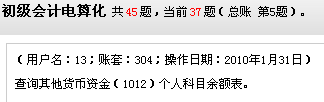 初级会计电算化 共45题，当前37题（总账 第5题）。
（用户名：13；账套：304；操作日期：2010年1月31日）
查询其他货币资金（1012）个人科目余额表。